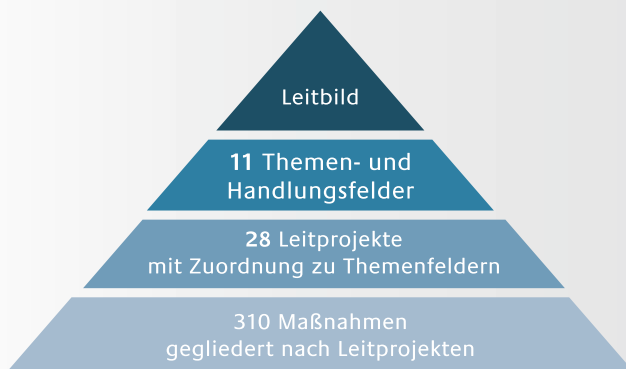 Leitbild
11 Themen- und
Handlungsfelder
28 Leitprojekte
mit Zuordnung zu Themenfeldern
310 Maßnahmen
gegliedert nach Leitprojekten